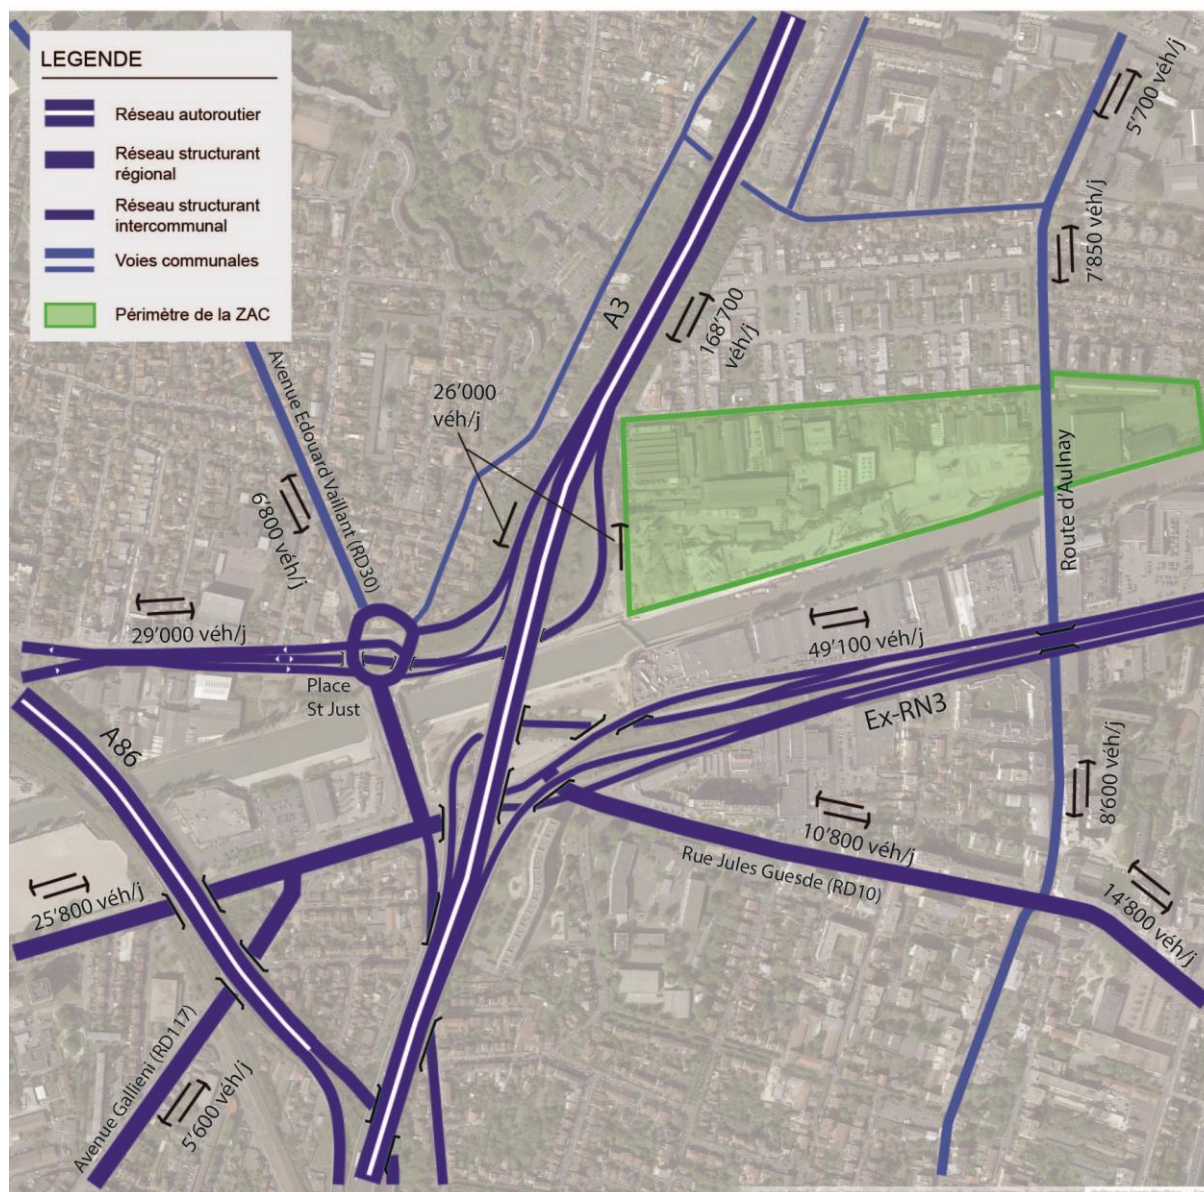 LEGENDE
Réseau autoroutier
Réseau structurant
régional
Réseau structurant
intercommunal
Voies communales
Périmètre de la ZAC
5'700 véh/j
7'850 véh/j
A3
168'700
véh/j
26'000
véh/j
Avenue Edouard Vaillant (RD30)
6'800 véh/j
Route d'Aulnay
29'000 véh/j
49'100 véh/j
Place
St Just
Ex-RN3
A86
8'600 véh/j
10'800 véh/j
Rue Jules Guesde (RD10)
14'800 véh/j
25'800 véh/j
Avenue Gallieni (RD117)
5'600 véh/j